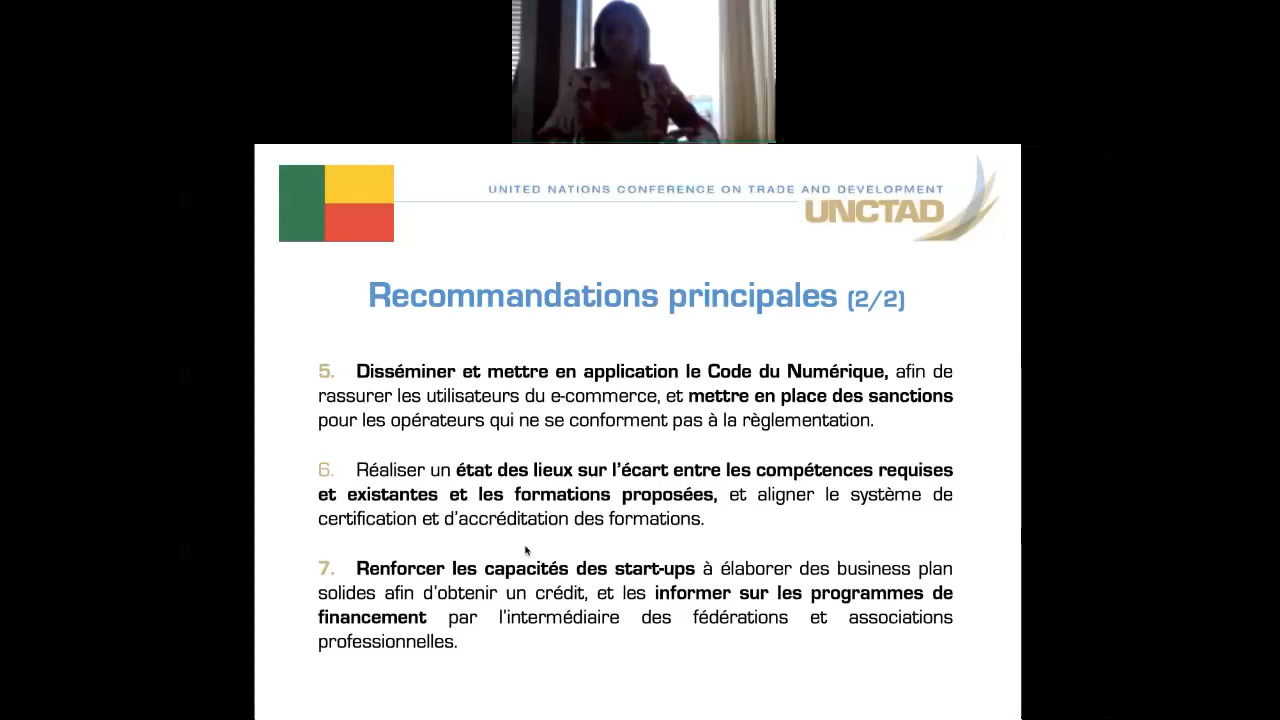 UNITED NATIONS CONFERENCE ON TRADE AND DEVELOPMENT
UNCTAD
Recommandations principales (2/2)
5. Disséminer et mettre en application le Code du Numérique, afin de
rassurer les utilisateurs du e-commerce, et mettre en place des sanctions
pour les opérateurs qui ne se conforment pas à la règlementation.
6. Réaliser un état des lieux sur l'écart entre les compétences requises
et existantes et les formations proposées, et aligner le système de
certification et d'accréditation des formations.
7. Renforcer les capacités des start-ups à élaborer des business plan
solides afin d'obtenir un crédit, et les informer sur les programmes de
financement par l'intermédiaire des fédérations et associations
professionnelles.